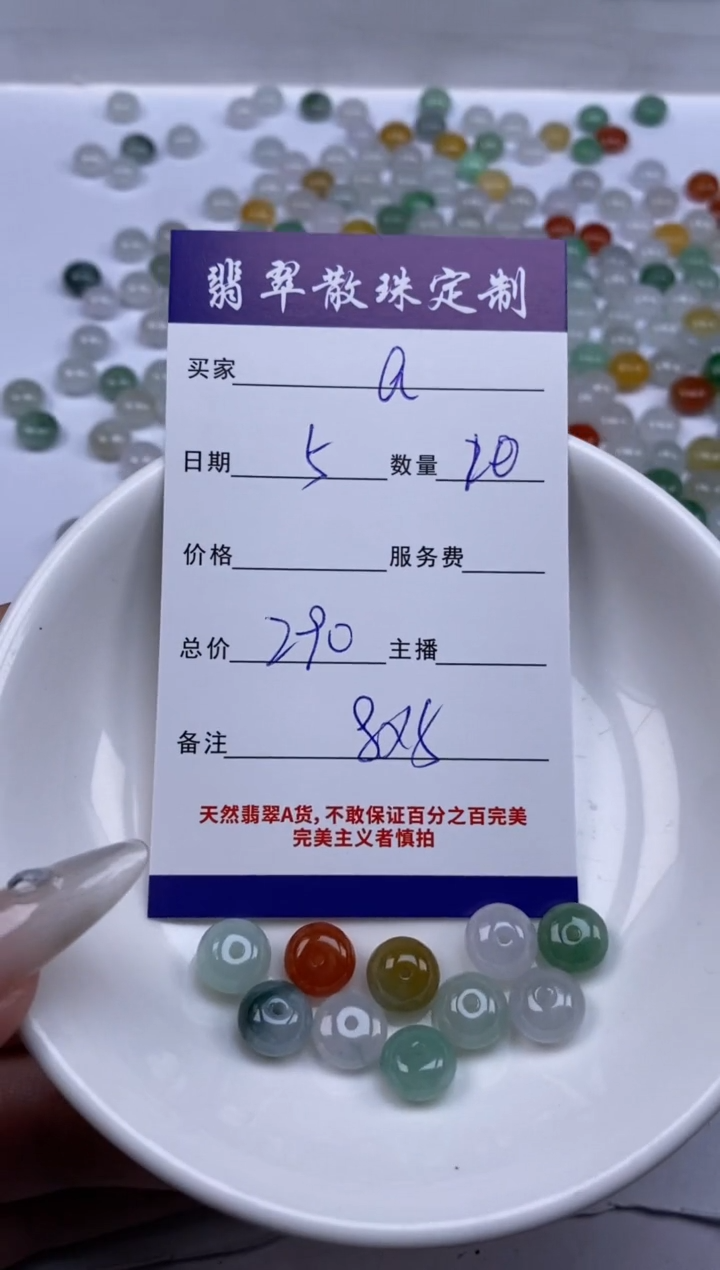 翡翠散珠定制
买家 a
日期 5 数量 10
价格 服务费
总价 290 主播
备注 8x8
天然翡翠A货,不敢保证百分之百完美
完美主义者慎拍